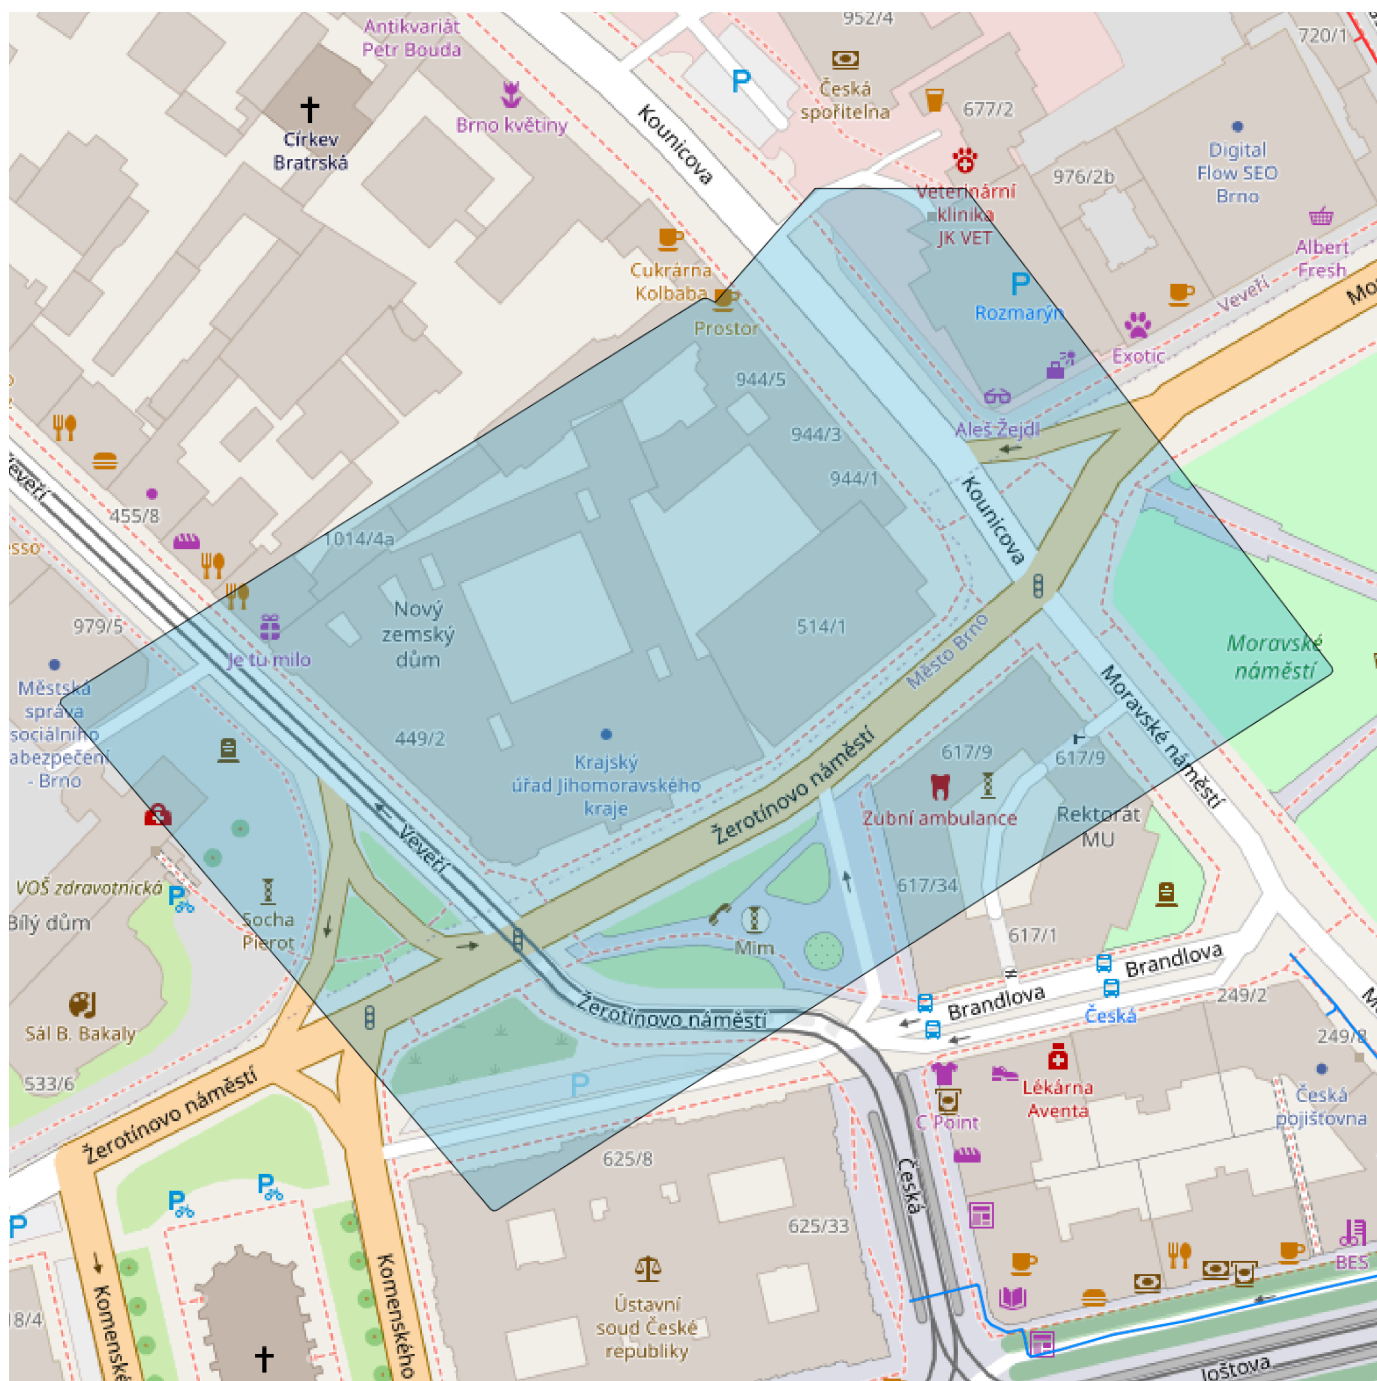 952/4
720/1
Antikvariát
Petr Bouda
P
Česká
spořitelna
Kounicova
677/2
Brno květiny
Církev
Bratrská
Digital
Flow SEO
Brno
976/2b
Veterinární
klinika
JK VET
Albert
Fresh
Cukrárna
Kolbaba
P
Rozmarýn
Veveří
Prostor
Exotic
944/5
Aleš Žejdl
944/3
944/1
Veveří
455/8
Kounicova
1014/4a
Nový
zemský
dům
979/5
514/1
Město Brno
Moravské
náměstí
Je tu milo
Městská
správa
sociálního
abezpečení
- Brno
Moravské náměstí
449/2
Krajský
úřad Jihomoravského
kraje
617/9
617/9
Žerotínovo náměstí
Zubní ambulance
Rektorát
MU
Veveří
VOŠ zdravotnická
P
617/34
Bílý dům
Socha
Pierot
Mim
617/1
Brandlova
Brandlova
249/2
Česká
Žerotínovo náměstí
Sál B. Bakaly
249/8
533/6
Žerotínovo náměstí
P
Lékárna
Aventa
Česká
pojišťovna
C Point
625/8
Česká
P
P
P
625/33
BES
Komenské
Komenského
18/4
Ústavní
soud České
republiky
Joštova